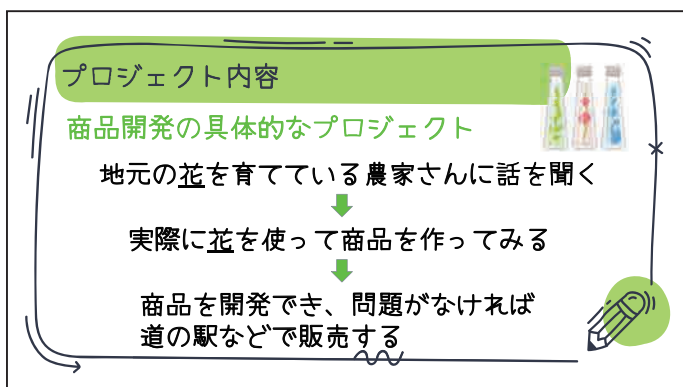 プロジェクト内容
商品開発の具体的なプロジェクト
地元の花を育てている農家さんに話を聞く
実際に花を使って商品を作ってみる
商品を開発でき、問題がなければ
道の駅などで販売する